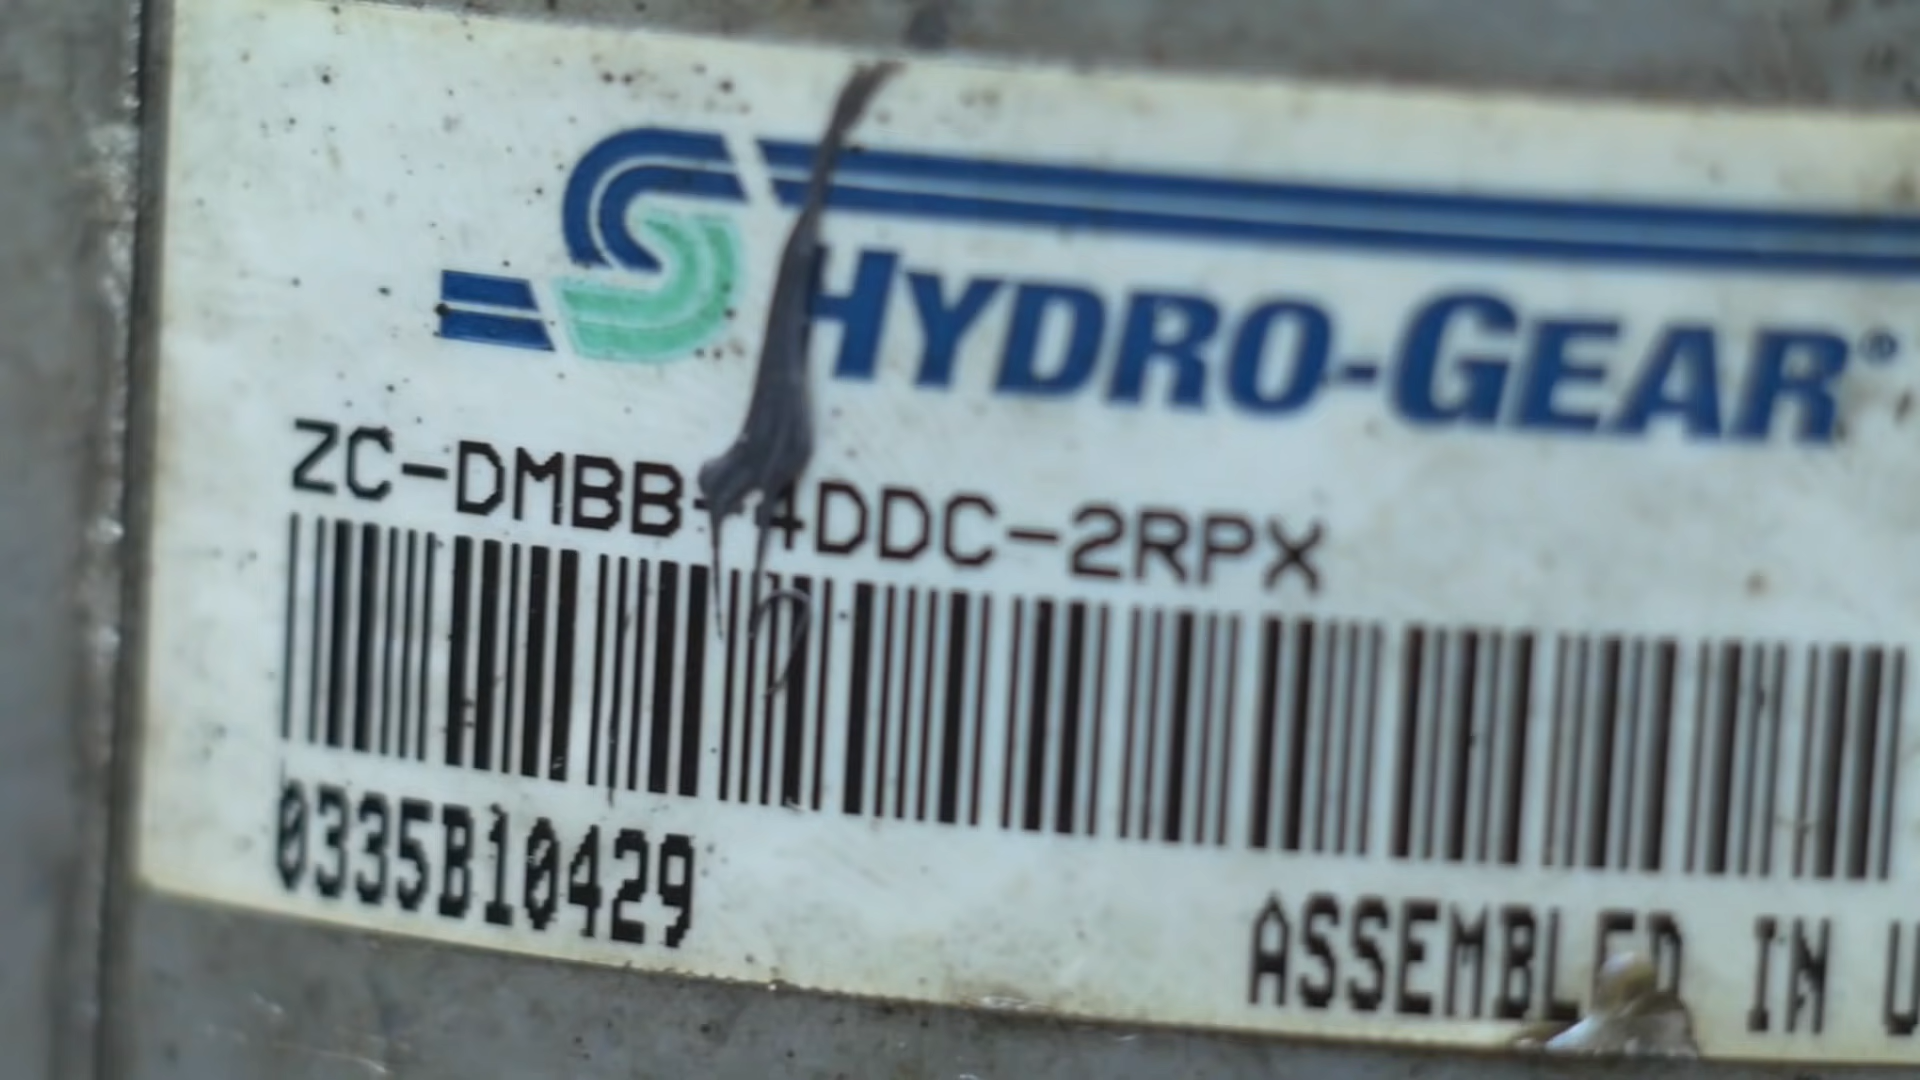 HYDRO-GEAR®
ZC-DMBB-4DDC-2RPX
0335B10429
ASSEMBLED IN U